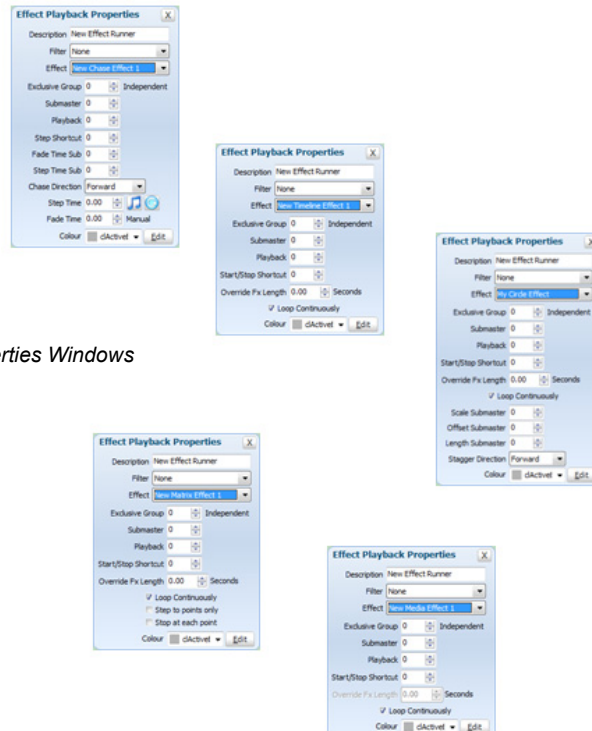 Effect Playback Properties X
Description New Effect Runner
Filter None
Effect New Chase Effect 1
Exclusive Group 0 Independent
Submaster 0
Playback 0
Step Shortcut 0
Fade Time Sub 0
Step Time Sub 0
Chase Direction Forward
Step Time 0.00
Fade Time 0.00 Manual
Colour clActiveI Edit
Effect Playback Properties X
Description New Effect Runner
Filter None
Effect New Timeline Effect 1
Exclusive Group 0 Independent
Submaster 0
Playback 0
Start/Stop Shortcut 0
Override Fx Length 0.00 Seconds
Loop Continuously
Colour clActiveI Edit
Effect Playback Properties X
Description New Effect Runner
Filter None
Effect My Circle Effect
Exclusive Group 0 Independent
Submaster 0
Playback 0
Start/Stop Shortcut 0
Override Fx Length 0.00 Seconds
Loop Continuously
Scale Submaster 0
Offset Submaster 0
Length Submaster 0
Stagger Direction Forward
Colour clActiveI Edit
erties Windows
Effect Playback Properties X
Description New Effect Runner
Filter None
Effect New Matrix Effect 1
Exclusive Group 0 Independent
Submaster 0
Playback 0
Start/Stop Shortcut 0
Override Fx Length 0.00 Seconds
Loop Continuously
Step to points only
Stop at each point
Colour clActiveI Edit
Effect Playback Properties X
Description New Effect Runner
Filter None
Effect New Media Effect 1
Exclusive Group 0 Independent
Submaster 0
Playback 0
Start/Stop Shortcut 0
Override Fx Length 0.00 Seconds
Loop Continuously
Colour clActiveI Edit